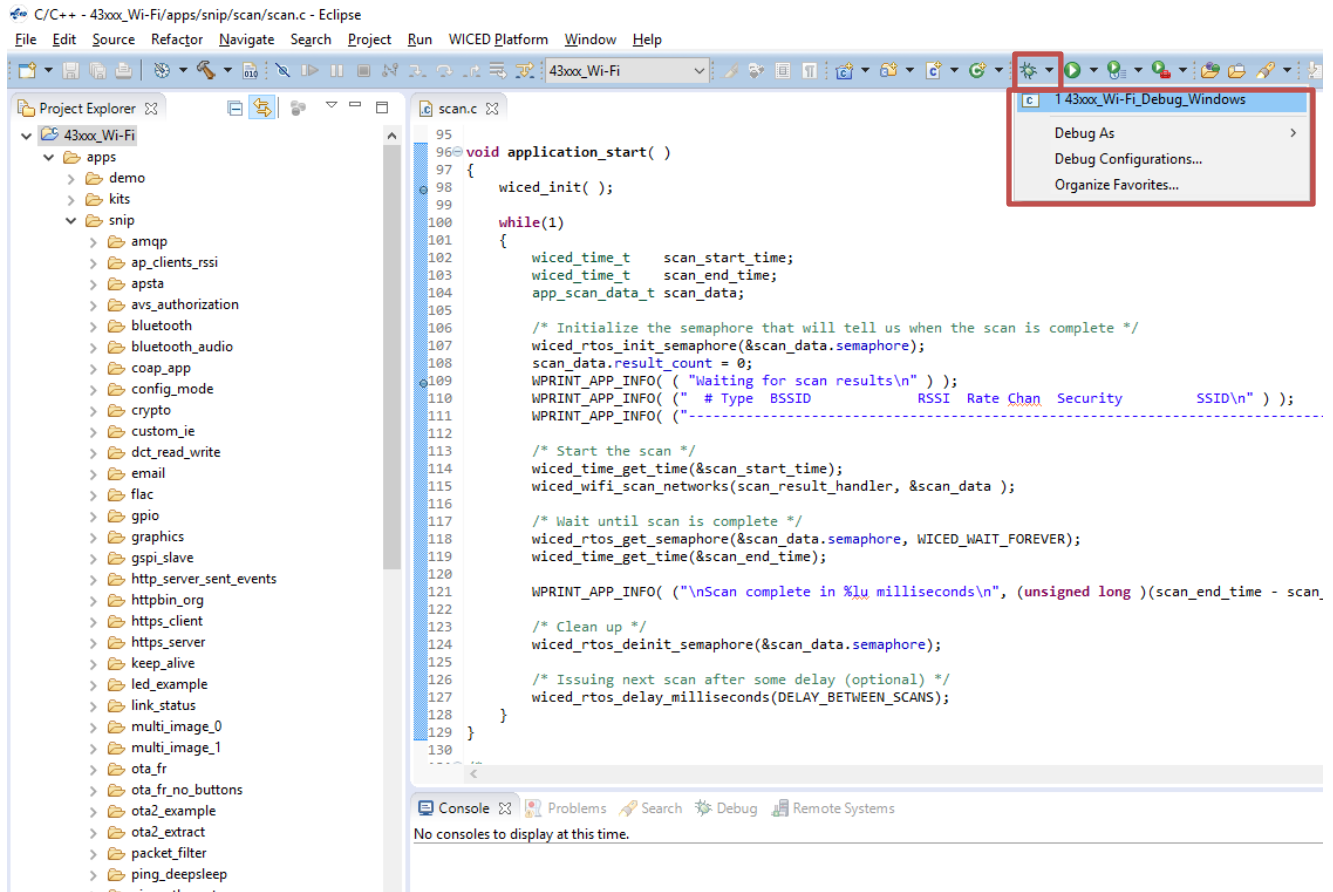 C/C++ - 43xxx_Wi-Fi/apps/snip/scan/scan.c - Eclipse
File Edit Source Refactor Navigate Search Project Run WICED Platform Window Help
43xxx_Wi-Fi
Project Explorer
43xxx_Wi-Fi
apps
demo
kits
snip
amqp
ap_clients_rssi
apsta
avs_authorization
bluetooth
bluetooth_audio
coap_app
config_mode
crypto
custom_ie
dct_read_write
email
flac
gpio
graphics
gspi_slave
http_server_sent_events
httpbin_org
https_client
https_server
keep_alive
led_example
link_status
multi_image_0
multi_image_1
ota_fr
ota_fr_no_buttons
ota2_example
ota2_extract
packet_filter
ping_deepsleep
scan.c
1 43xxx_Wi-Fi_Debug_Windows
Debug As
Debug Configurations...
Organize Favorites...
95
96 void application_start( )
97 {
98 wiced_init( );
99
100 while(1)
101 {
102 wiced_time_t scan_start_time;
103 wiced_time_t scan_end_time;
104 app_scan_data_t scan_data;
105
106 /* Initialize the semaphore that will tell us when the scan is complete */
107 wiced_rtos_init_semaphore(&scan_data.semaphore);
108 scan_data.result_count = 0;
109 WPRINT_APP_INFO( ( "Waiting for scan results\n" ) );
110 WPRINT_APP_INFO( (" # Type BSSID RSSI Rate Chan Security SSID\n" ) );
111 WPRINT_APP_INFO( ("----------------------------------------------------------------------------------
112
113 /* Start the scan */
114 wiced_time_get_time(&scan_start_time);
115 wiced_wifi_scan_networks(scan_result_handler, &scan_data );
116
117 /* Wait until scan is complete */
118 wiced_rtos_get_semaphore(&scan_data.semaphore, WICED_WAIT_FOREVER);
119 wiced_time_get_time(&scan_end_time);
120
121 WPRINT_APP_INFO( ("\nScan complete in %lu milliseconds\n", (unsigned long )(scan_end_time - scan_
122
123 /* Clean up */
124 wiced_rtos_deinit_semaphore(&scan_data.semaphore);
125
126 /* Issuing next scan after some delay (optional) */
127 wiced_rtos_delay_milliseconds(DELAY_BETWEEN_SCANS);
128 }
129 }
130
Console Problems Search Debug Remote Systems
No consoles to display at this time.